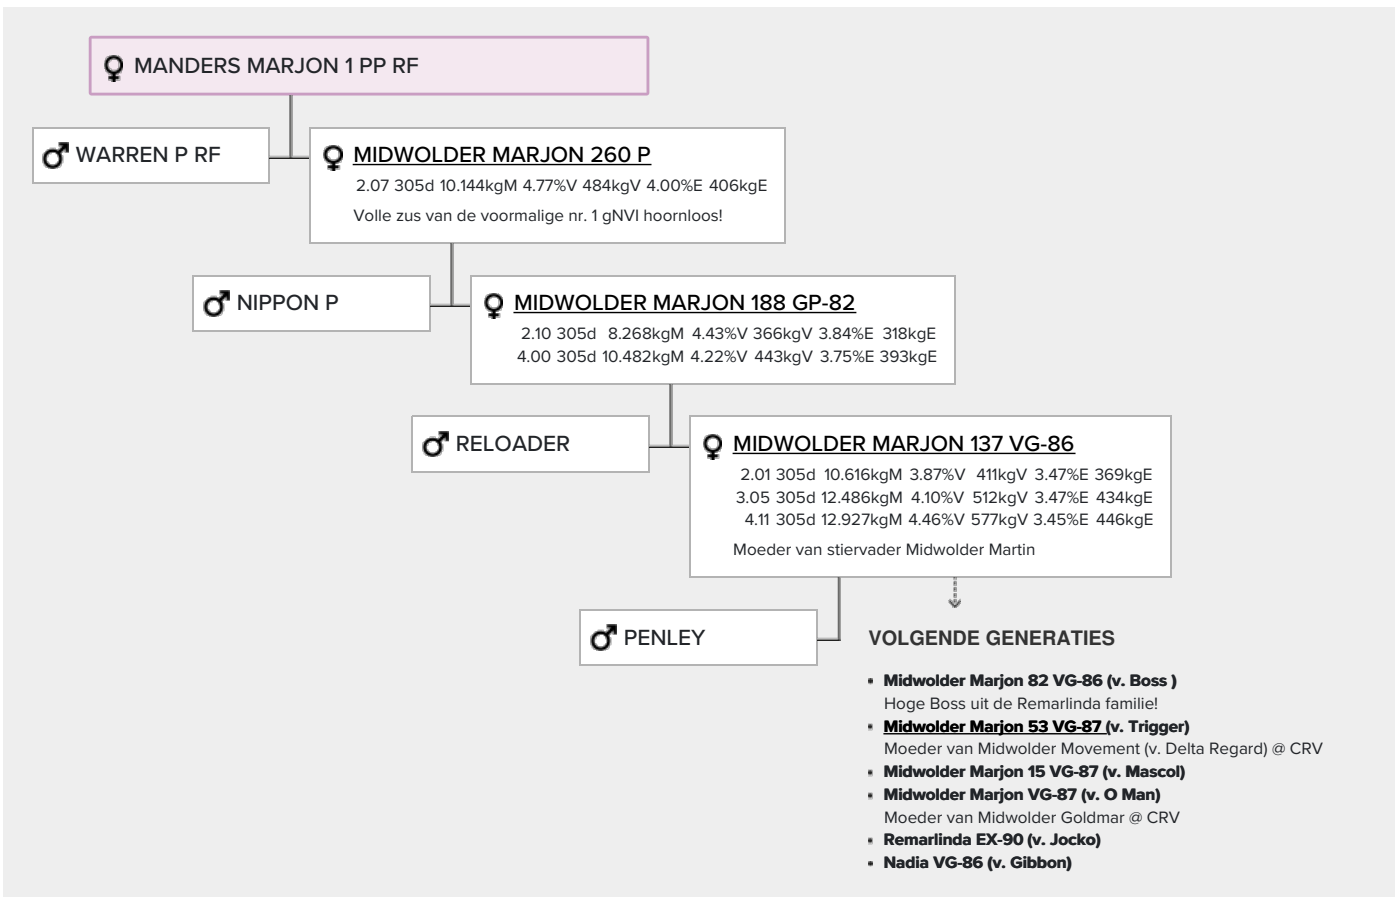 ♀ MANDERS MARJON 1 PP RF
♂ WARREN P RF
♀ MIDWOLDER MARJON 260 P
2.07 305d 10.144kgM 4.77%V 484kgV 4.00%E 406kgE
Volle zus van de voormalige nr. 1 gNVI hoornloos!
♂ NIPPON P
♀ MIDWOLDER MARJON 188 GP-82
2.10 305d 8.268kgM 4.43%V 366kgV 3.84%E 318kgE
4.00 305d 10.482kgM 4.22%V 443kgV 3.75%E 393kgE
♂ RELOADER
♀ MIDWOLDER MARJON 137 VG-86
2.01 305d 10.616kgM 3.87%V 411kgV 3.47%E 369kgE
3.05 305d 12.486kgM 4.10%V 512kgV 3.47%E 434kgE
4.11 305d 12.927kgM 4.46%V 577kgV 3.45%E 446kgE
Moeder van stiervader Midwolder Martin
♂ PENLEY
VOLGENDE GENERATIES
• Midwolder Marjon 82 VG-86 (v. Boss )
Hoge Boss uit de Remarlinda familie!
• Midwolder Marjon 53 VG-87 (v. Trigger)
Moeder van Midwolder Movement (v. Delta Regard) @ CRV
• Midwolder Marjon 15 VG-87 (v. Mascol)
• Midwolder Marjon VG-87 (v. O Man)
Moeder van Midwolder Goldmar @ CRV
• Remarlinda EX-90 (v. Jocko)
• Nadia VG-86 (v. Gibbon)